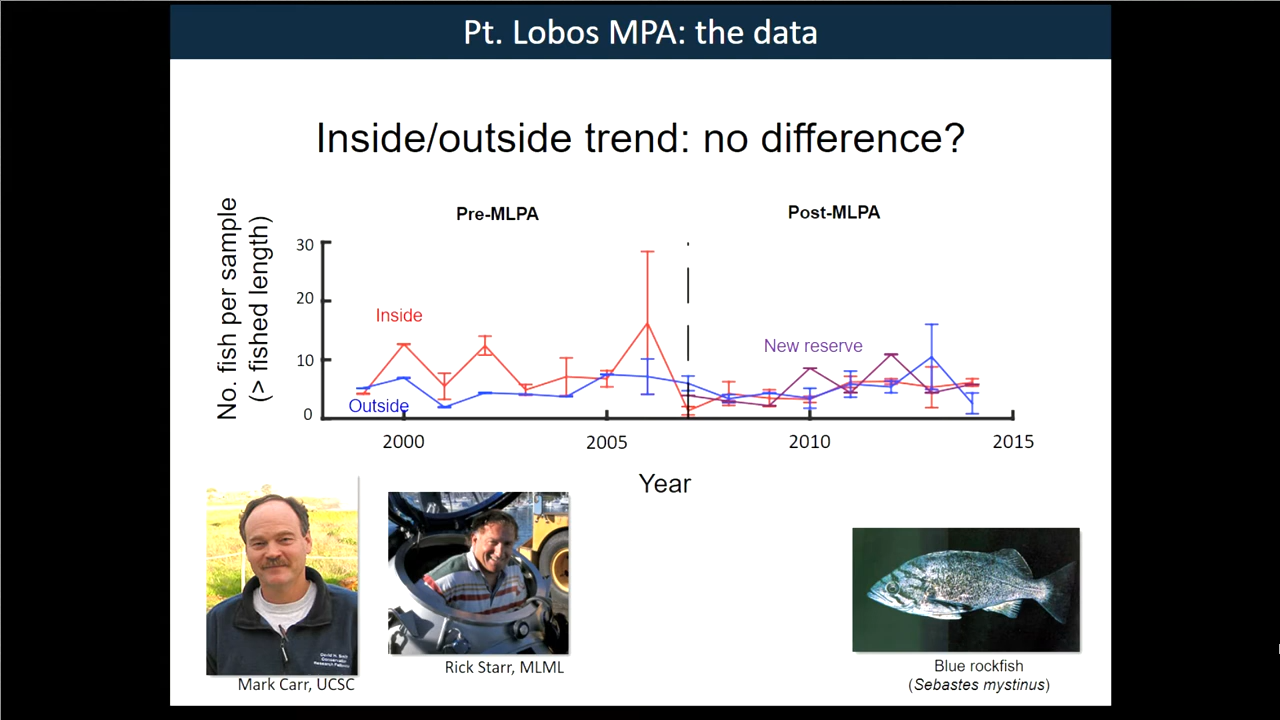 Pt. Lobos MPA: the data
Inside/outside trend: no difference?
No. fish per sample
(> fished length)
Pre-MLPA
Post-MLPA
30
20
10
0
Inside
Outside
New reserve
2000
2005
2010
2015
Year
Mark Carr, UCSC
Rick Starr, MLML
Blue rockfish
(Sebastes mystinus)